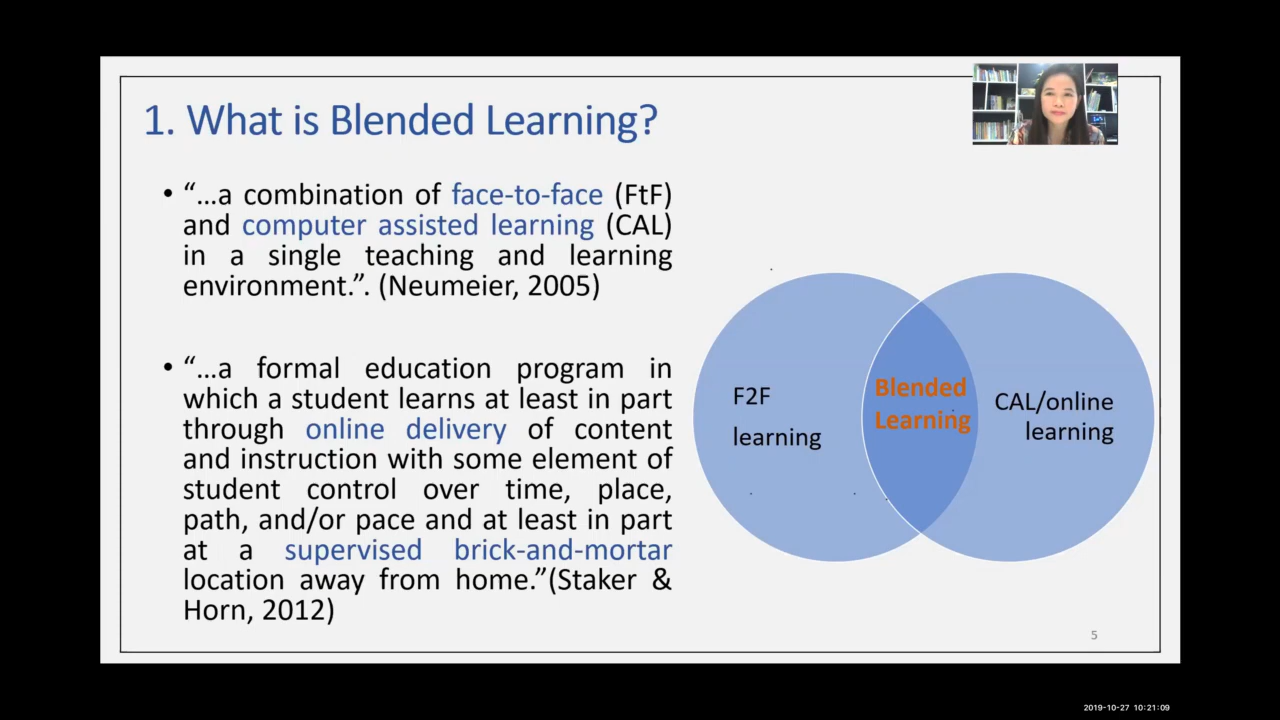 1. What is Blended Learning?
• “...a combination of face-to-face (FtF)
and computer assisted learning (CAL)
in a single teaching and learning
environment.”. (Neumeier, 2005)
• “...a formal education program in
which a student learns at least in part
through online delivery of content
and instruction with some element of
student control over time, place,
path, and/or pace and at least in part
at a supervised brick-and-mortar
location away from home.”(Staker &
Horn, 2012)
F2F
learning
Blended
Learning
CAL/online
learning
5
2019-10-27 10:21:09